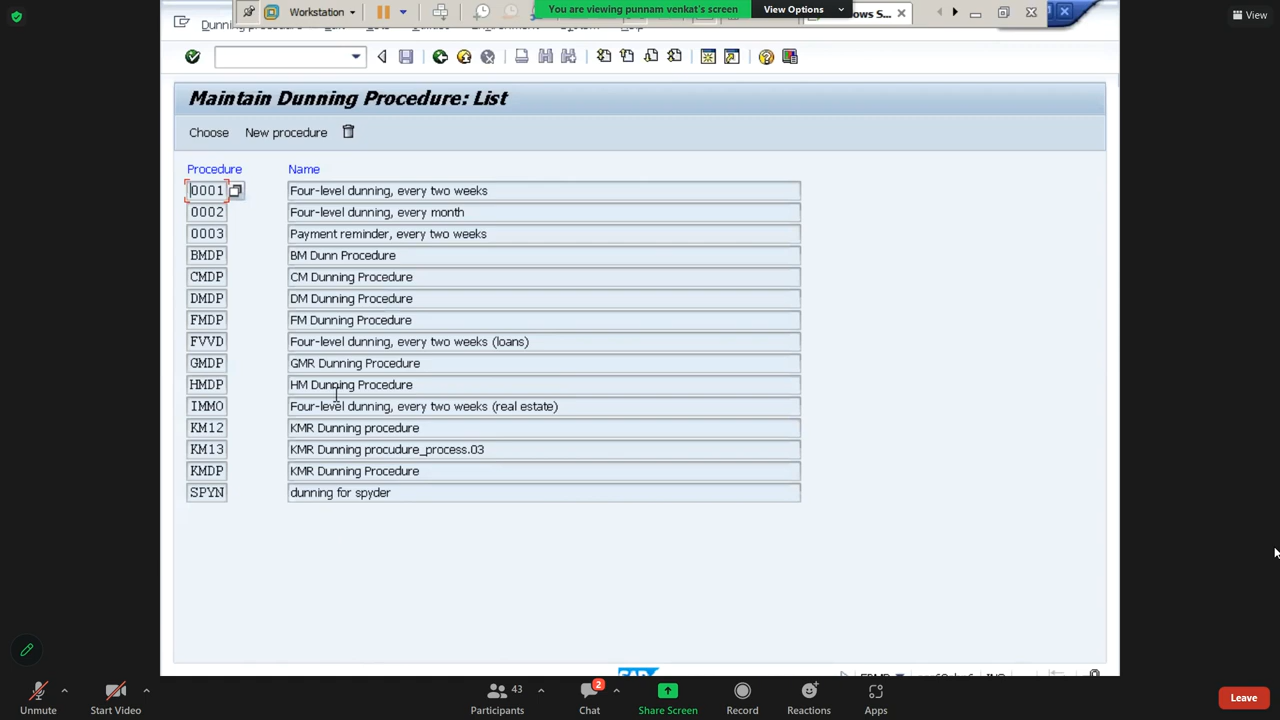 Workstation
You are viewing punnam venkat's screen
View Options
ows S...
View
Dunning procedure
Maintain Dunning Procedure: List
Choose New procedure
Procedure Name
0001 Four-level dunning, every two weeks
0002 Four-level dunning, every month
0003 Payment reminder, every two weeks
BMDP BM Dunn Procedure
CMDP CM Dunning Procedure
DMDP DM Dunning Procedure
FMDP FM Dunning Procedure
FVVD Four-level dunning, every two weeks (loans)
GMDP GMR Dunning Procedure
HMDP HM Dunning Procedure
IMMO Four-level dunning, every two weeks (real estate)
KM12 KMR Dunning procedure
KM13 KMR Dunning procudure_process.03
KMDP KMR Dunning Procedure
SPYN dunning for spyder
SAP
43
2
Unmute Start Video Participants Chat Share Screen Record Reactions Apps Leave